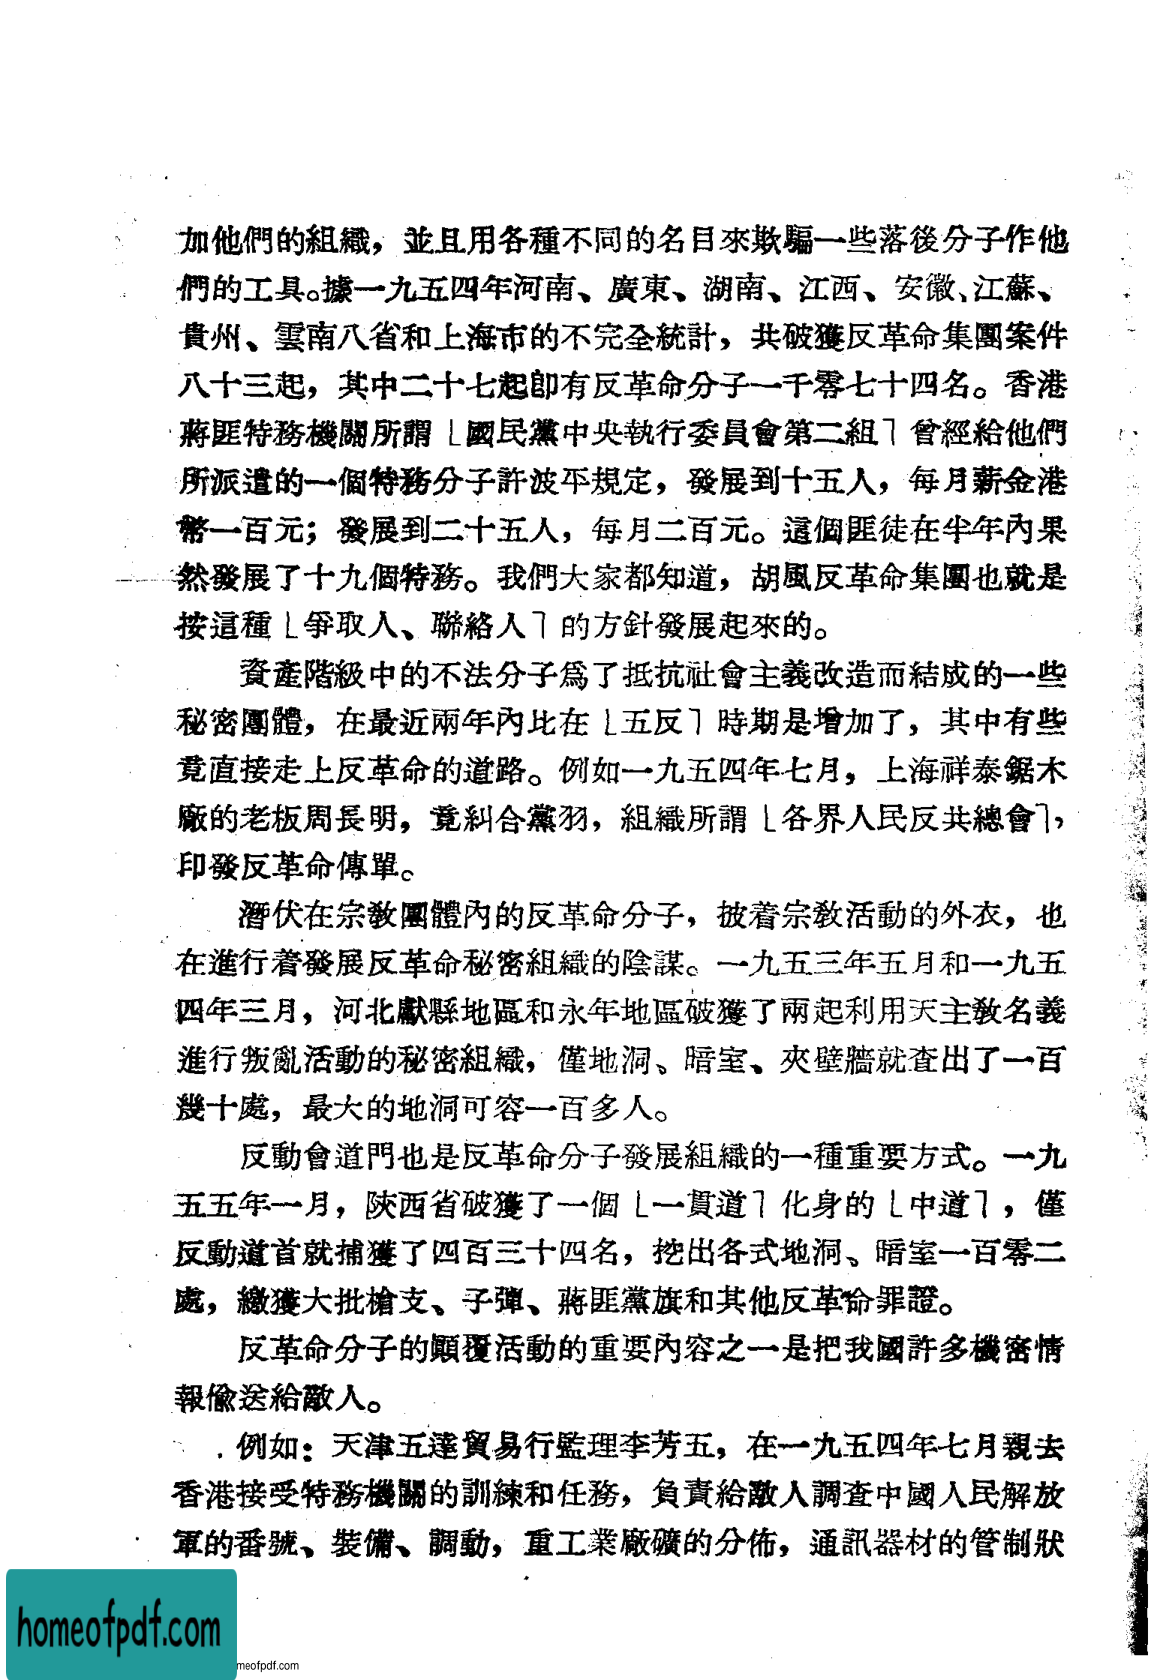 加他們的組織，並且用各種不同的名目來欺騙一些落後分子作他
們的工具。據一九五四年河南、廣東、湖南、江西、安徽、江蘇、
貴州、雲南八省和上海市的不完全統計，共破獲反革命集團案件
八十三起，其中二十七起卽有反革命分子一千零七十四名。香港
蔣匪特務機關所謂⌊國民黨中央執行委員會第二組⌉曾經給他們
所派遣的一個特務分子許波平規定，發展到十五人，每月薪金港
幣一百元；發展到二十五人，每月二百元。這個匪徒在半年內果
然發展了十九個特務。我們大家都知道，胡風反革命集團也就是
按這種⌊爭取人、聯絡人⌉的方針發展起來的。
資產階級中的不法分子爲了抵抗社會主義改造而結成的一些
秘密團體，在最近兩年內比在⌊五反⌉時期是增加了，其中有些
竟直接走上反革命的道路。例如一九五四年七月，上海祥泰鋸木
廠的老板周長明，竟糾合黨羽，組織所謂⌊各界人民反共總會⌉，
印發反革命傳單。
潛伏在宗敎團體內的反革命分子，披着宗敎活動的外衣，也
在進行着發展反革命秘密組織的陰謀。一九五三年五月和一九五
四年三月，河北獻縣地區和永年地區破獲了兩起利用天主敎名義
進行叛亂活動的秘密組織，僅地洞、暗室、夾壁牆就查出了一百
幾十處，最大的地洞可容一百多人。
反動會道門也是反革命分子發展組織的一種重要方式。一九
五五年一月，陝西省破獲了一個⌊一貫道⌉化身的⌊中道⌉，僅
反動道首就捕獲了四百三十四名，挖出各式地洞、暗室一百零二
處，繳獲大批槍支、子彈、蔣匪黨旗和其他反革命罪證。
反革命分子的顚覆活動的重要內容之一是把我國許多機密情
報偷送給敵人。
例如：天津五達貿易行監理李芳五，在一九五四年七月親去
香港接受特務機關的訓練和任務，負責給敵人調查中國人民解放
軍的番號、裝備、調動，重工業廠礦的分佈，通訊器材的管制狀
homeofpdf.com
meofpdf.com